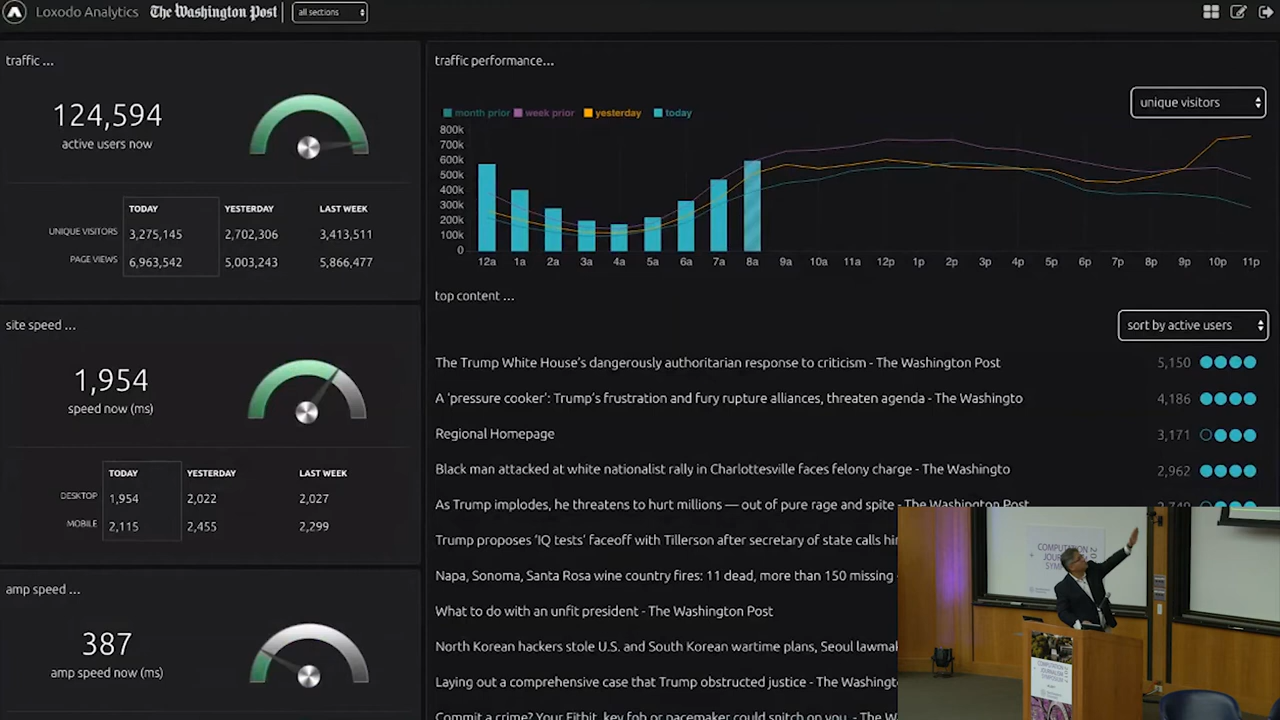 Loxodo Analytics The Washington Post all sections
traffic ...
124,594
active users now
TODAY YESTERDAY LAST WEEK
UNIQUE VISITORS 3,275,145 2,702,306 3,413,511
PAGE VIEWS 6,963,542 5,003,243 5,866,477
site speed ...
1,954
speed now (ms)
TODAY YESTERDAY LAST WEEK
DESKTOP 1,954 2,022 2,027
MOBILE 2,115 2,455 2,299
amp speed ...
387
amp speed now (ms)
traffic performance...
unique visitors
month prior week prior yesterday today
800k
700k
600k
500k
400k
300k
200k
100k
0
12a 1a 2a 3a 4a 5a 6a 7a 8a 9a 10a 11a 12p 1p 2p 3p 4p 5p 6p 7p 8p 9p 10p 11p
top content ...
sort by active users
The Trump White House's dangerously authoritarian response to criticism - The Washington Post 5,150
A 'pressure cooker': Trump's frustration and fury rupture alliances, threaten agenda - The Washingto 4,186
Regional Homepage 3,171
Black man attacked at white nationalist rally in Charlottesville faces felony charge - The Washingto 2,962
As Trump implodes, he threatens to hurt millions — out of pure rage and spite - The Washington Post
Trump proposes 'IQ tests' faceoff with Tillerson after secretary of state calls hi
Napa, Sonoma, Santa Rosa wine country fires: 11 dead, more than 150 missing -
What to do with an unfit president - The Washington Post
North Korean hackers stole U.S. and South Korean wartime plans, Seoul lawma
Laying out a comprehensive case that Trump obstructed justice - The Washingt
Commit a crime? Your Fitbit, key fob or pacemaker could snitch on you. - The W
COMPUTATION